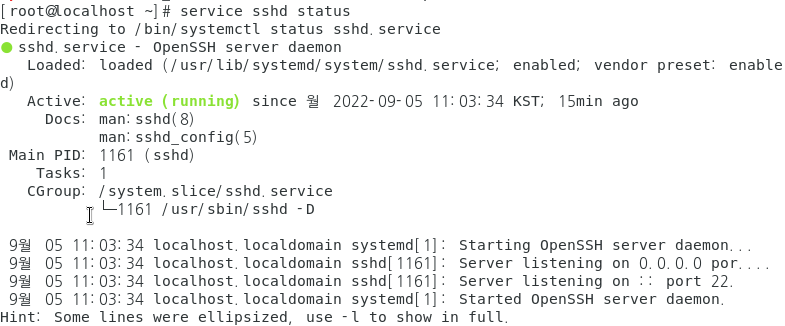 [root@localhost ~]# service sshd status
Redirecting to /bin/systemctl status sshd.service
● sshd.service - OpenSSH server daemon
   Loaded: loaded (/usr/lib/systemd/system/sshd.service; enabled; vendor preset: enable
d)
   Active: active (running) since 월 2022-09-05 11:03:34 KST; 15min ago
     Docs: man:sshd(8)
           man:sshd_config(5)
 Main PID: 1161 (sshd)
    Tasks: 1
   CGroup: /system.slice/sshd.service
           └─1161 /usr/sbin/sshd -D

 9월  05 11:03:34 localhost.localdomain systemd[1]: Starting OpenSSH server daemon...
 9월  05 11:03:34 localhost.localdomain sshd[1161]: Server listening on 0.0.0.0 por....
 9월  05 11:03:34 localhost.localdomain sshd[1161]: Server listening on :: port 22.
 9월  05 11:03:34 localhost.localdomain systemd[1]: Started OpenSSH server daemon.
Hint: Some lines were ellipsized, use -l to show in full.